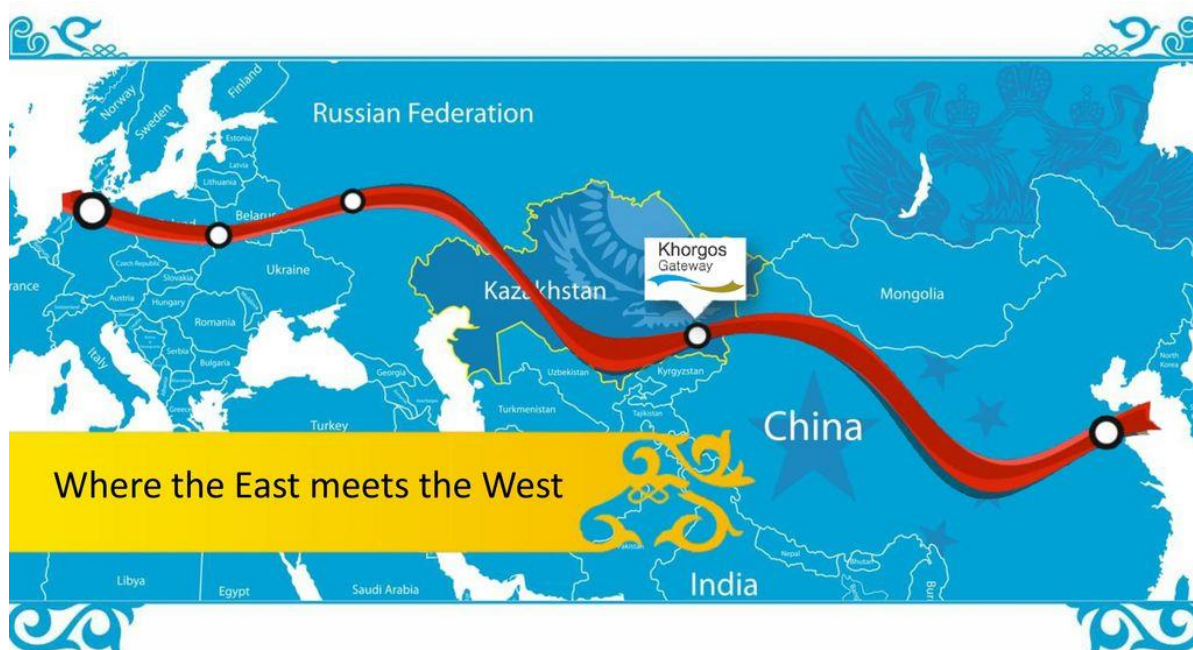 Norway
Sweden
Finland
Russian Federation
Estonia
Latvia
Lithuania
Belarus
Khorgos
Gateway
Czech Republic
Ukraine
Slovakia
rance
Austria
Hungary
Kazakhstan
Mongolia
Romania
Italy
Serbia
Bulgaria
North
Korea
Georgia
Uzbekistan
Kyrgyzstan
Greece
Turkmenistan
Tajikistan
Turkey
China
Where the East meets the West
Nepal
Bhutan
Libya
Egypt
Saudi Arabia
India